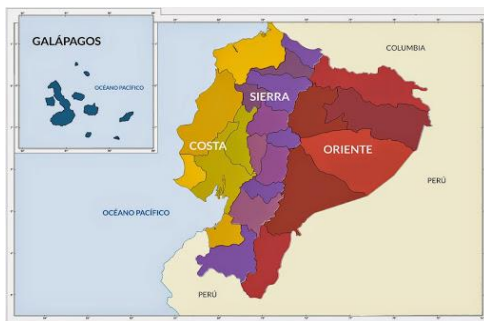 GALÁPAGOS
OCÉANO PACÍFICO
COLUMBIA
SIERRA
COSTA
ORIENTE
PERÚ
OCÉANO PACÍFICO
PERÚ